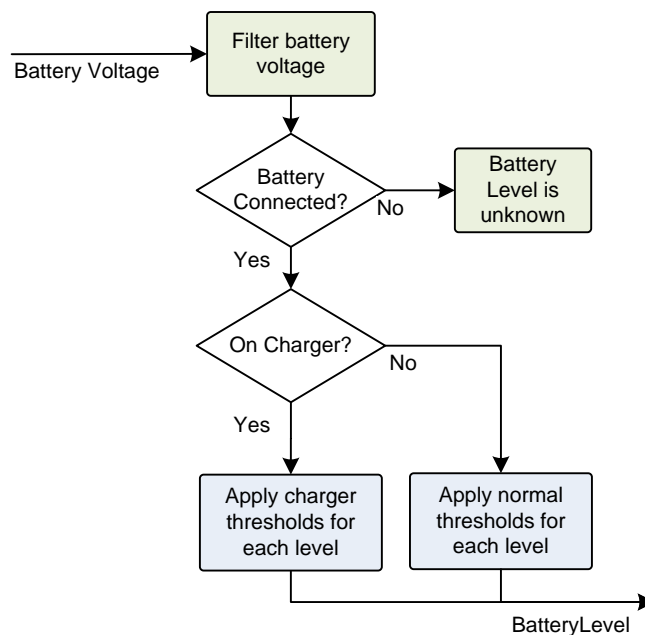 Filter battery
voltage
Battery Voltage
Battery
Connected?
No
Battery
Level is
unknown
Yes
On Charger?
No
Yes
Apply charger
thresholds for
each level
Apply normal
thresholds for
each level
BatteryLevel